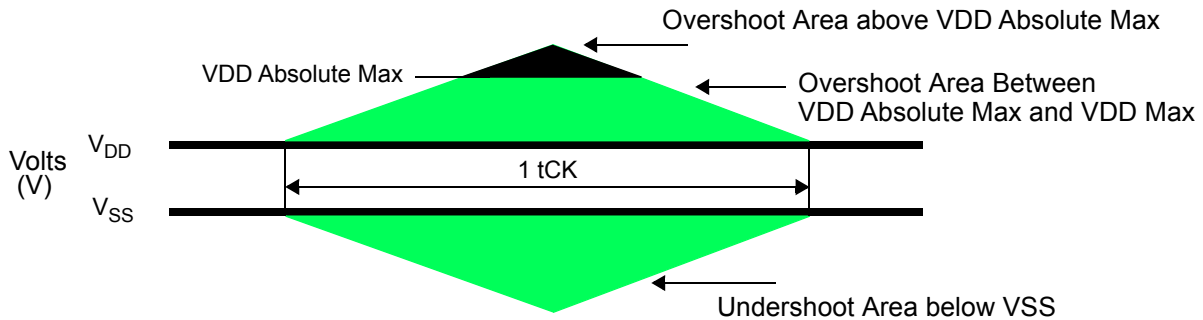 Overshoot Area above VDD Absolute Max
VDD Absolute Max
Overshoot Area Between
VDD Absolute Max and VDD Max
VDD
Volts
(V)
1 tCK
VSS
Undershoot Area below VSS